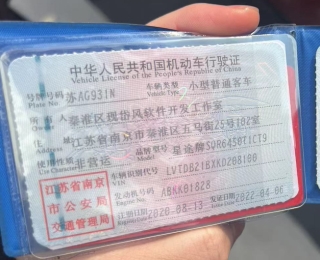 中华人民共和国机动车行驶证
Vehicle License of the People's Republic of China
号牌号码 苏AG931N 车辆类型 小型普通客车
Plate No. Vehicle Type
所有人 秦淮区搅岱风软件开发工作室
Owner
住址 江苏省南京市秦淮区五马街25号102室
Address
使用性质 非营运 品牌型号 星途牌SQR6450T1CT9
Use Character Model
江苏省南京 车辆识别代号 LVTDB21BXKD208100
VIN
市公安局 发动机号码 ABKK01828
Engine No.
交通管理局 注册日期 2020-08-13 发证日期 2022-04-06
Register Date Issue Date